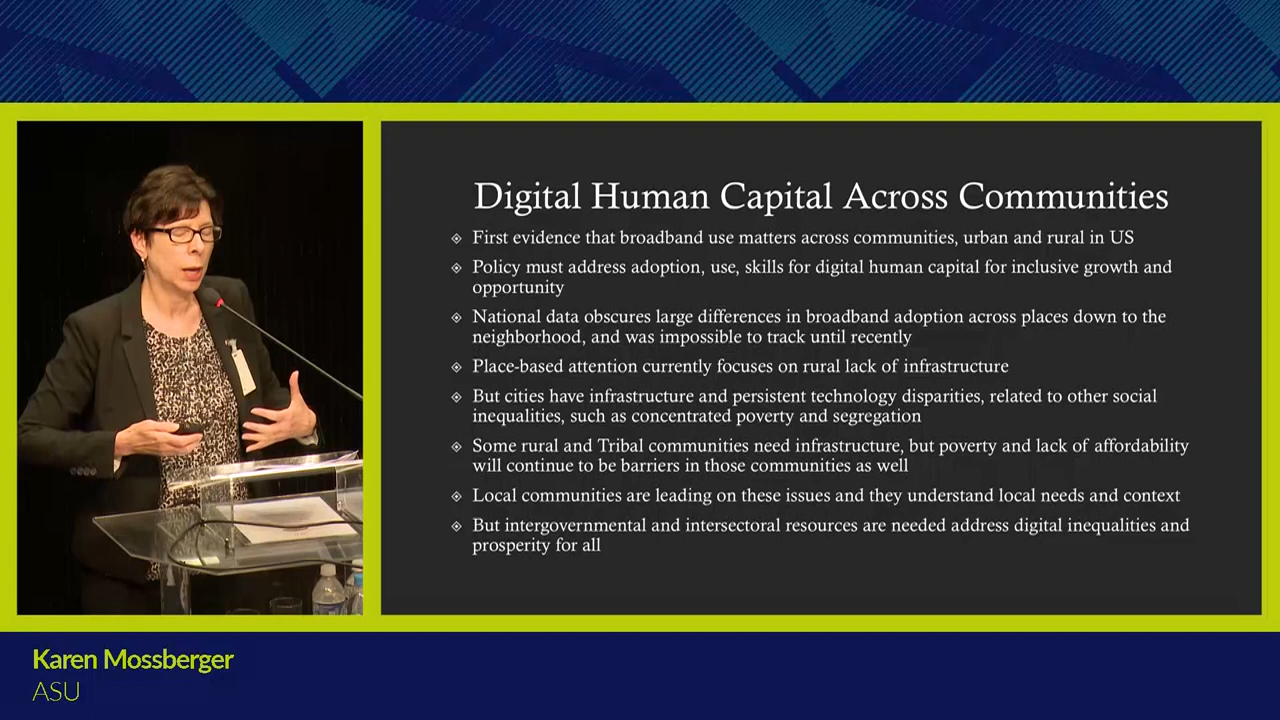 Digital Human Capital Across Communities
First evidence that broadband use matters across communities, urban and rural in US
Policy must address adoption, use, skills for digital human capital for inclusive growth and
opportunity
National data obscures large differences in broadband adoption across places down to the
neighborhood, and was impossible to track until recently
Place-based attention currently focuses on rural lack of infrastructure
But cities have infrastructure and persistent technology disparities, related to other social
inequalities, such as concentrated poverty and segregation
Some rural and Tribal communities need infrastructure, but poverty and lack of affordability
will continue to be barriers in those communities as well
Local communities are leading on these issues and they understand local needs and context
But intergovernmental and intersectoral resources are needed address digital inequalities and
prosperity for all
Karen Mossberger
ASU